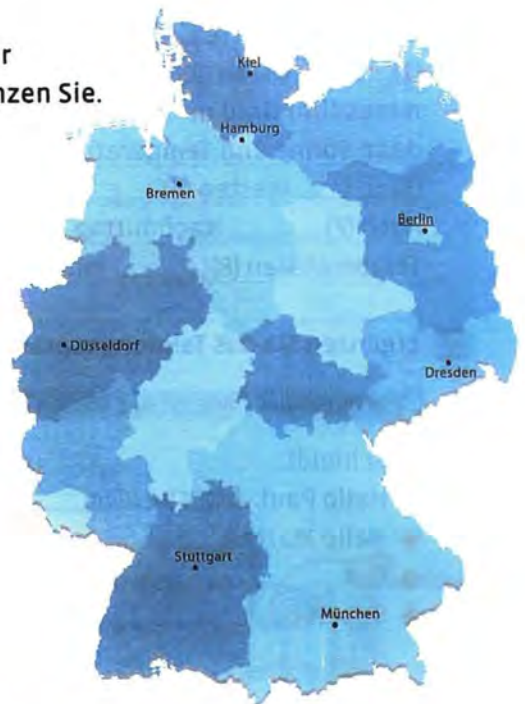 r
nzen Sie.
Kiel
Hamburg
Bremen
Berlin
Düsseldorf
Dresden
Stuttgart
München